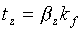 t_z = β_z k_f